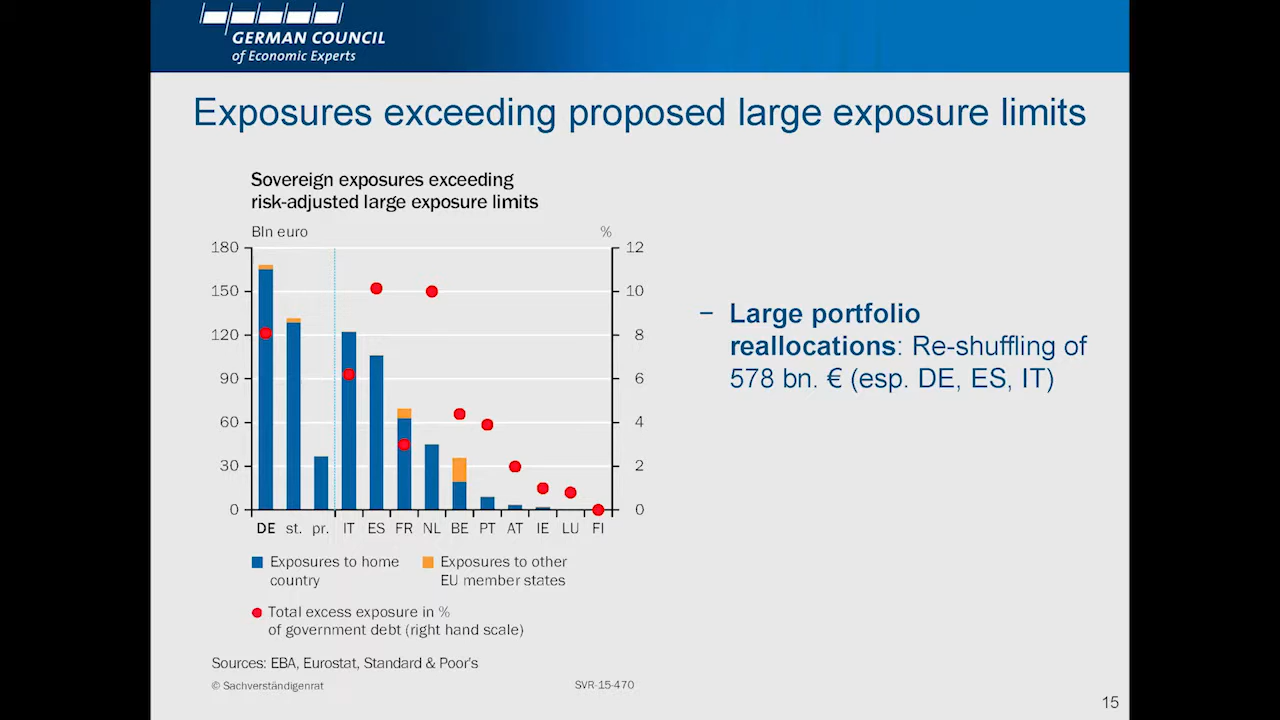 GERMAN COUNCIL
of Economic Experts
Exposures exceeding proposed large exposure limits
Sovereign exposures exceeding
risk-adjusted large exposure limits
Bln euro %
180 12
150 10
120 8
90 6
60 4
30 2
0 0
DE st. pr. IT ES FR NL BE PT AT IE LU FI
Exposures to home
country
Exposures to other
EU member states
Total excess exposure in %
of government debt (right hand scale)
Sources: EBA, Eurostat, Standard & Poor's
© Sachverständigenrat SVR-15-470
– Large portfolio
reallocations: Re-shuffling of
578 bn. € (esp. DE, ES, IT)
15